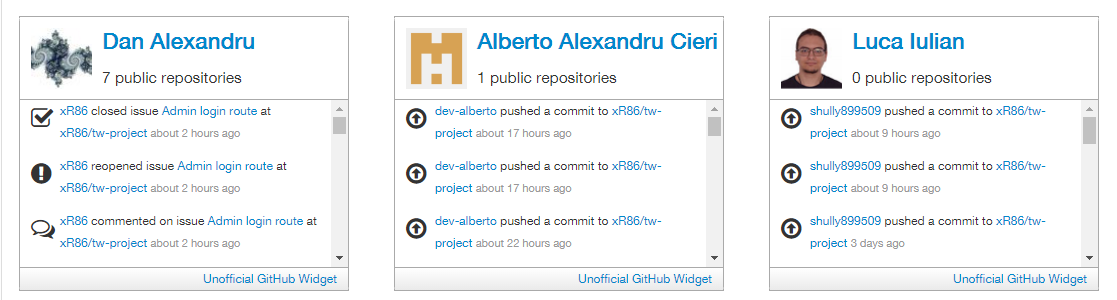 Dan Alexandru
7 public repositories
xR86 closed issue Admin login route at
xR86/tw-project about 2 hours ago
xR86 reopened issue Admin login route at
xR86/tw-project about 2 hours ago
xR86 commented on issue Admin login route at
xR86/tw-project about 2 hours ago
Unofficial GitHub Widget
Alberto Alexandru Cieri
1 public repositories
dev-alberto pushed a commit to xR86/tw-
project about 17 hours ago
dev-alberto pushed a commit to xR86/tw-
project about 17 hours ago
dev-alberto pushed a commit to xR86/tw-
project about 22 hours ago
Unofficial GitHub Widget
Luca Iulian
0 public repositories
shully899509 pushed a commit to xR86/tw-
project about 9 hours ago
shully899509 pushed a commit to xR86/tw-
project about 9 hours ago
shully899509 pushed a commit to xR86/tw-
project 3 days ago
Unofficial GitHub Widget